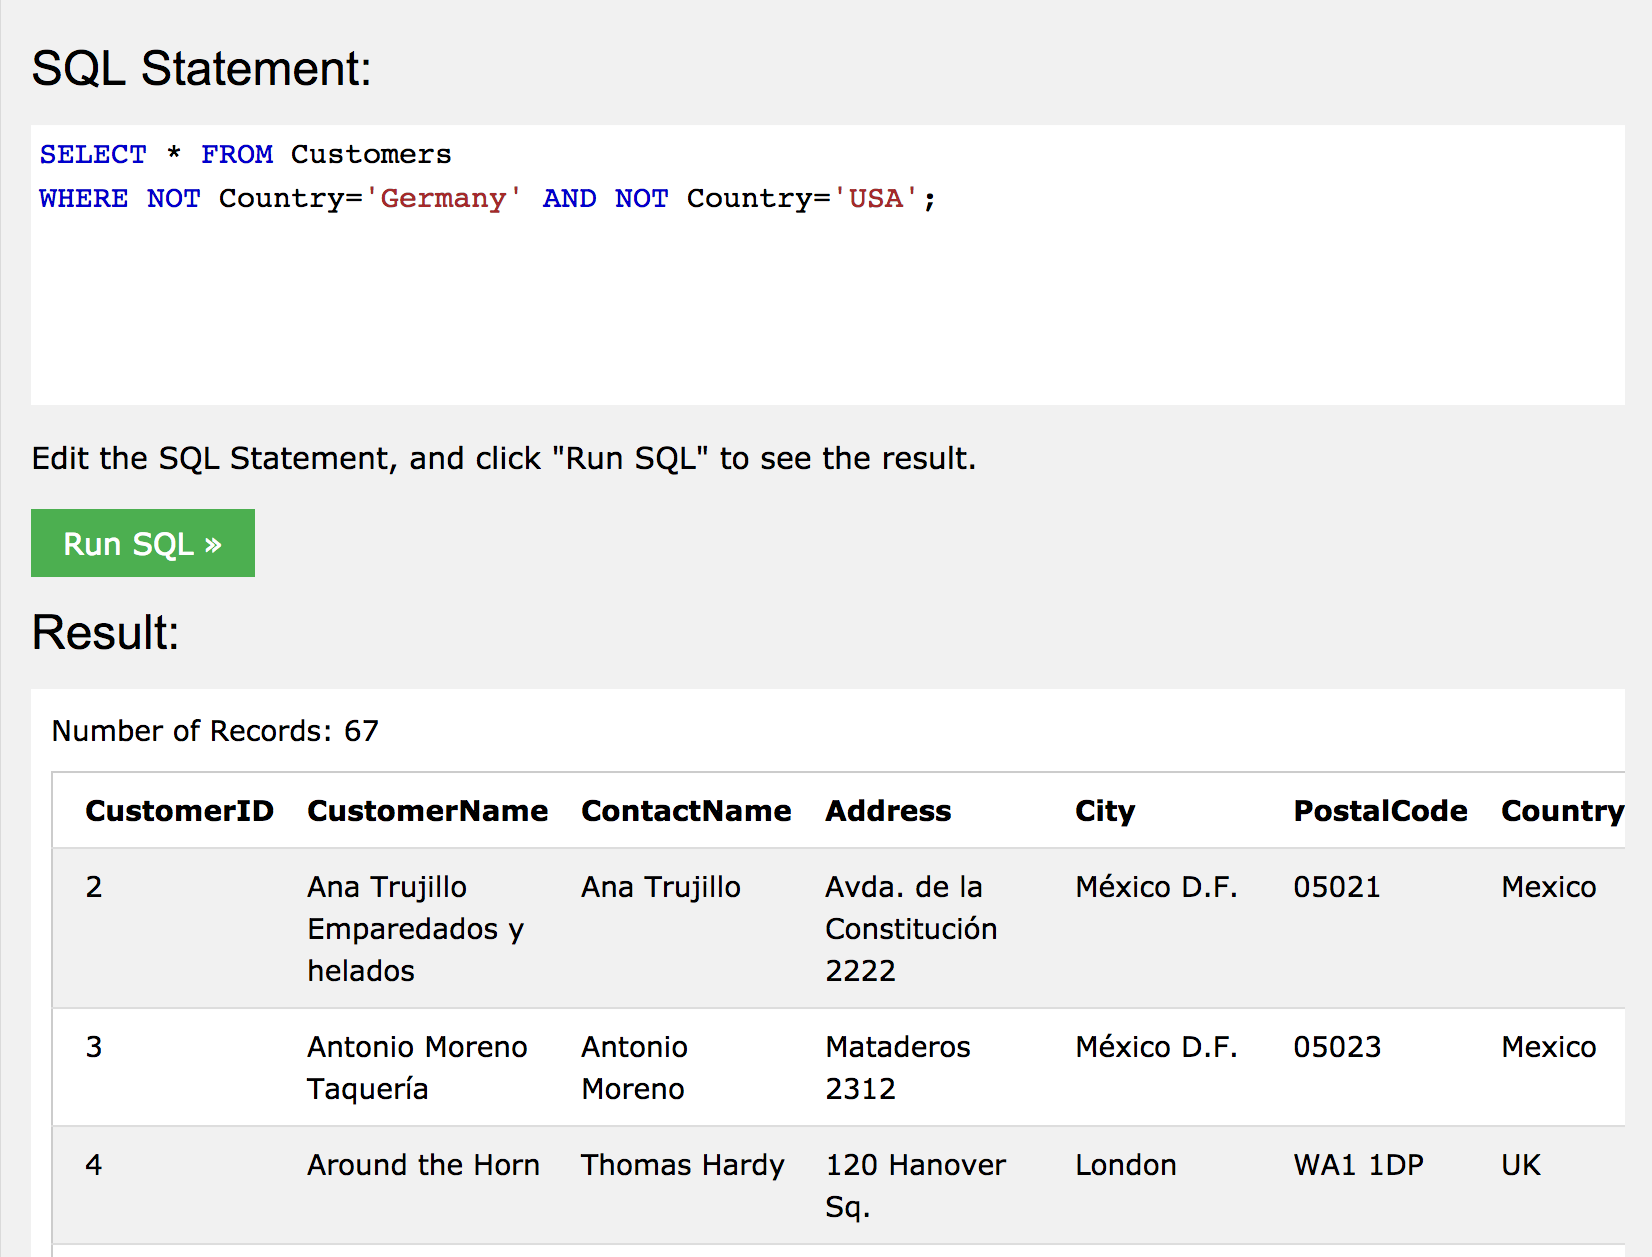 SQL Statement:
SELECT * FROM Customers
WHERE NOT Country='Germany' AND NOT Country='USA';
Edit the SQL Statement, and click "Run SQL" to see the result.
Run SQL »
Result:
Number of Records: 67
CustomerID CustomerName ContactName Address City PostalCode Country
2 Ana Trujillo Ana Trujillo Avda. de la México D.F. 05021 Mexico
Emparedados y Constitución
helados 2222
3 Antonio Moreno Antonio Mataderos México D.F. 05023 Mexico
Taquería Moreno 2312
4 Around the Horn Thomas Hardy 120 Hanover London WA1 1DP UK
Sq.